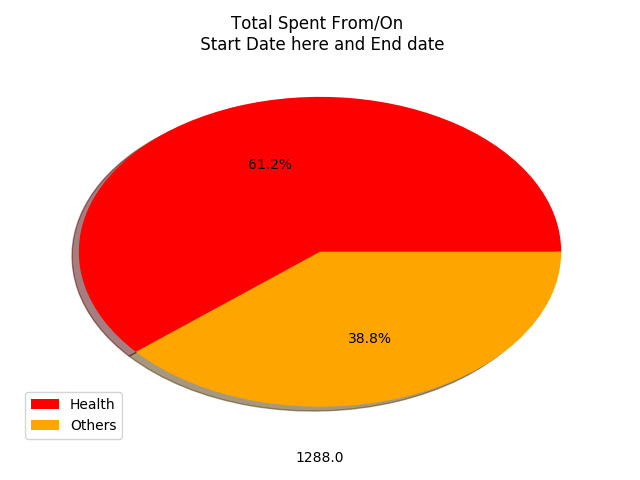 Total Spent From/On
Start Date here and End date
61.2%
38.8%
Health
Others
1288.0